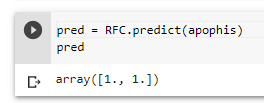 pred = RFC.predict(apophis)
pred
array([1., 1.])